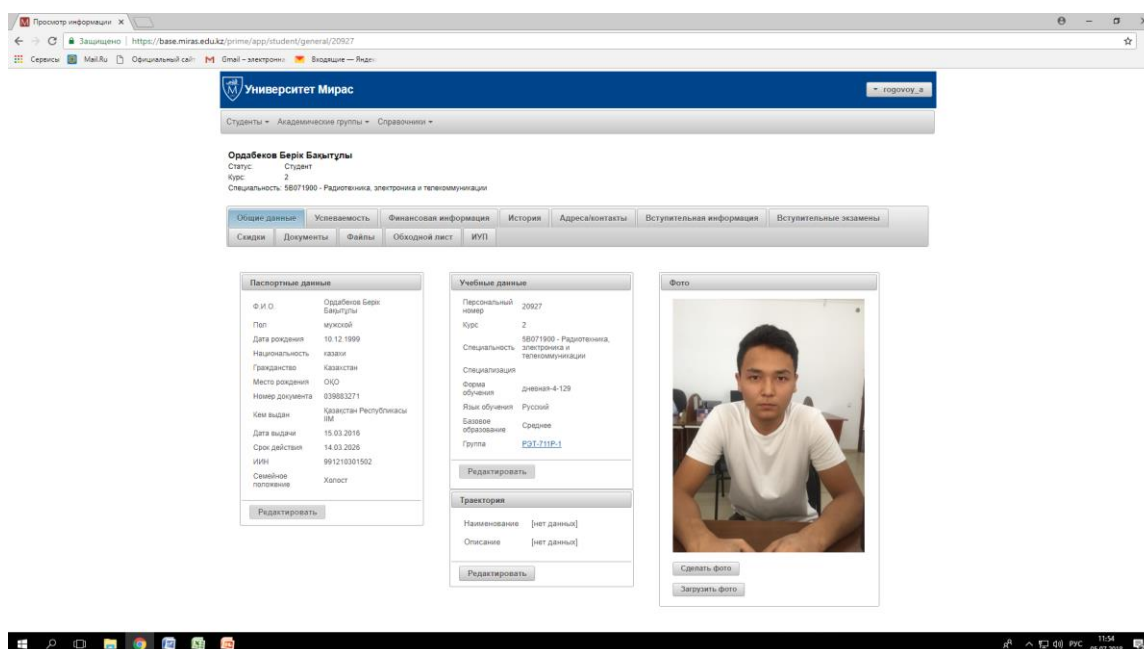 Просмотр информации
Защищено | https://base.miras.edu.kz/prime/app/student/general/20927
Сервисы Mail.Ru Официальный сайт Gmail – электронна Входящие — Яндек
Университет Мирас
rogovoy_a
Студенты Академические группы Справочники
Ордабеков Берік Бақытұлы
Статус: Студент
Курс: 2
Специальность: 5B071900 - Радиотехника, электроника и телекоммуникации
Общие данные Успеваемость Финансовая информация История Адреса/контакты Вступительная информация Вступительные экзамены
Скидки Документы Файлы Обходной лист ИУП
Паспортные данные
Ф.И.О. Ордабеков Берік
Бақытұлы
Пол мужской
Дата рождения 10.12.1999
Национальность казахи
Гражданство Казахстан
Место рождения ОҚО
Номер документа 039883271
Кем выдан Қазақстан Республикасы
ІІМ
Дата выдачи 15.03.2016
Срок действия 14.03.2026
ИИН 991210301502
Семейное
положение Холост
Редактировать
Учебные данные
Персональный
номер 20927
Курс 2
Специальность 5B071900 - Радиотехника,
электроника и
телекоммуникации
Специализация
Форма
обучения дневная-4-129
Язык обучения Русский
Базовое
образование Среднее
Группа РЭТ-711Р-1
Редактировать
Траектория
Наименование [нет данных]
Описание [нет данных]
Редактировать
Фото
Сделать фото
Загрузить фото
РУС
11:54
05.07.2018